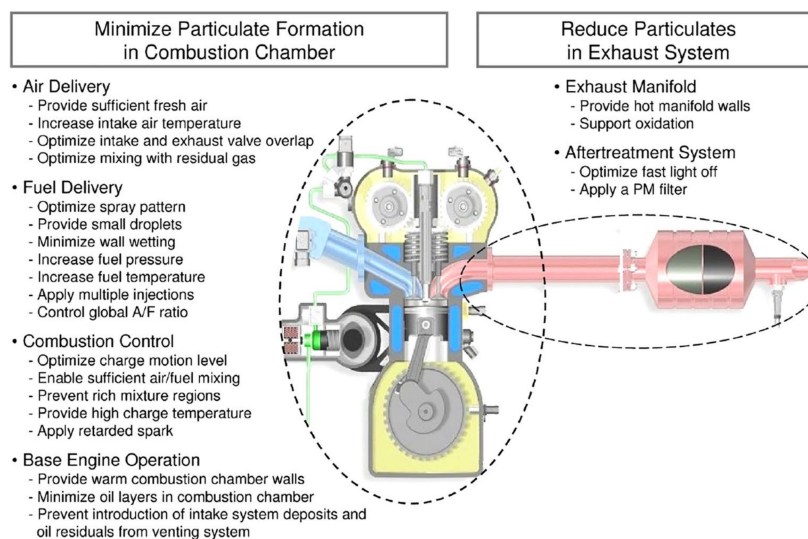 Minimize Particulate Formation
in Combustion Chamber
• Air Delivery
- Provide sufficient fresh air
- Increase intake air temperature
- Optimize intake and exhaust valve overlap
- Optimize mixing with residual gas
• Fuel Delivery
- Optimize spray pattern
- Provide small droplets
- Minimize wall wetting
- Increase fuel pressure
- Increase fuel temperature
- Apply multiple injections
- Control global A/F ratio
• Combustion Control
- Optimize charge motion level
- Enable sufficient air/fuel mixing
- Prevent rich mixture regions
- Provide high charge temperature
- Apply retarded spark
• Base Engine Operation
- Provide warm combustion chamber walls
- Minimize oil layers in combustion chamber
- Prevent introduction of intake system deposits and
oil residuals from venting system
Reduce Particulates
in Exhaust System
• Exhaust Manifold
- Provide hot manifold walls
- Support oxidation
• Aftertreatment System
- Optimize fast light off
- Apply a PM filter